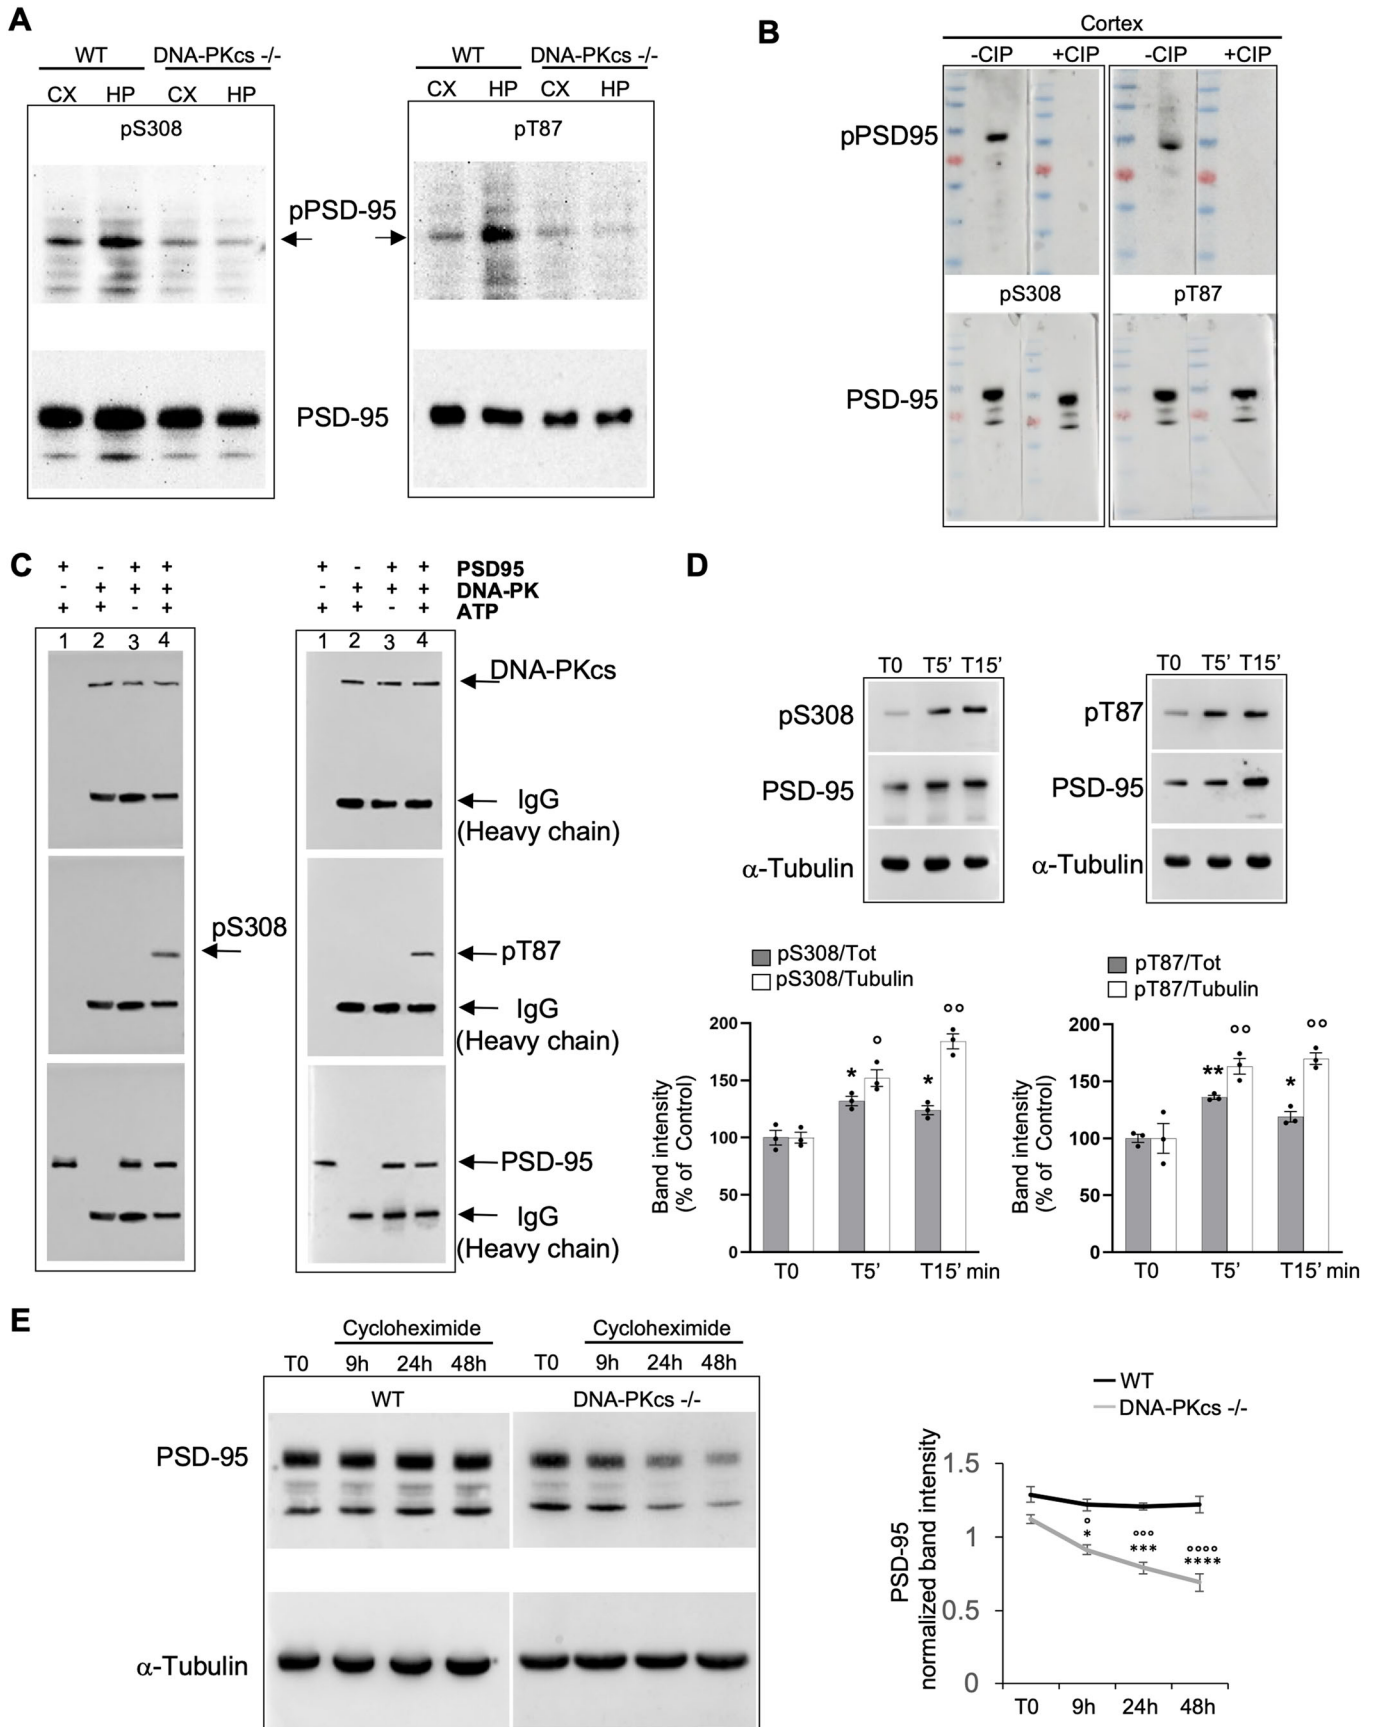 A
WT DNA-PKcs -/-
CX HP CX HP
pS308
WT DNA-PKcs -/-
CX HP CX HP
pT87
pPSD-95
PSD-95
B
Cortex
-CIP +CIP -CIP +CIP
pPSD95
pS308 pT87
PSD-95
C
+ - + + + - + + PSD95
- + + + - + + + DNA-PK
+ + - + + + - + ATP
1 2 3 4 1 2 3 4
DNA-PKcs
IgG
(Heavy chain)
pS308
pT87
IgG
(Heavy chain)
PSD-95
IgG
(Heavy chain)
D
T0 T5' T15'
pS308
PSD-95
α-Tubulin
T0 T5' T15'
pT87
PSD-95
α-Tubulin
pS308/Tot
pS308/Tubulin
Band intensity
(% of Control)
200
150
100
50
0
* ° * °°
T0 T5' T15' min
pT87/Tot
pT87/Tubulin
Band intensity
(% of Control)
200
150
100
50
0
** °° * °°
T0 T5' T15' min
E
Cycloheximide Cycloheximide
T0 9h 24h 48h T0 9h 24h 48h
WT DNA-PKcs -/-
PSD-95
α-Tubulin
WT
DNA-PKcs -/-
PSD-95
normalized band intensity
1.5
1
0.5
0
° °°° °°°°
* *** ****
T0 9h 24h 48h